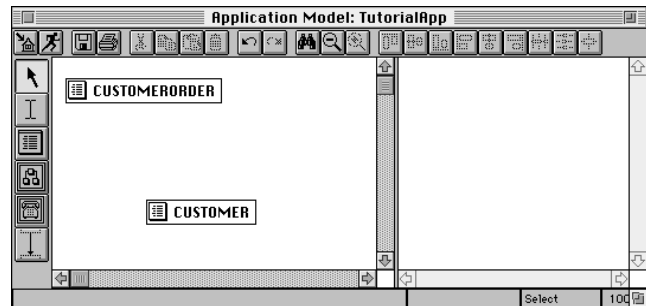 Application Model: TutorialApp
CUSTOMERORDER
CUSTOMER
Select
100